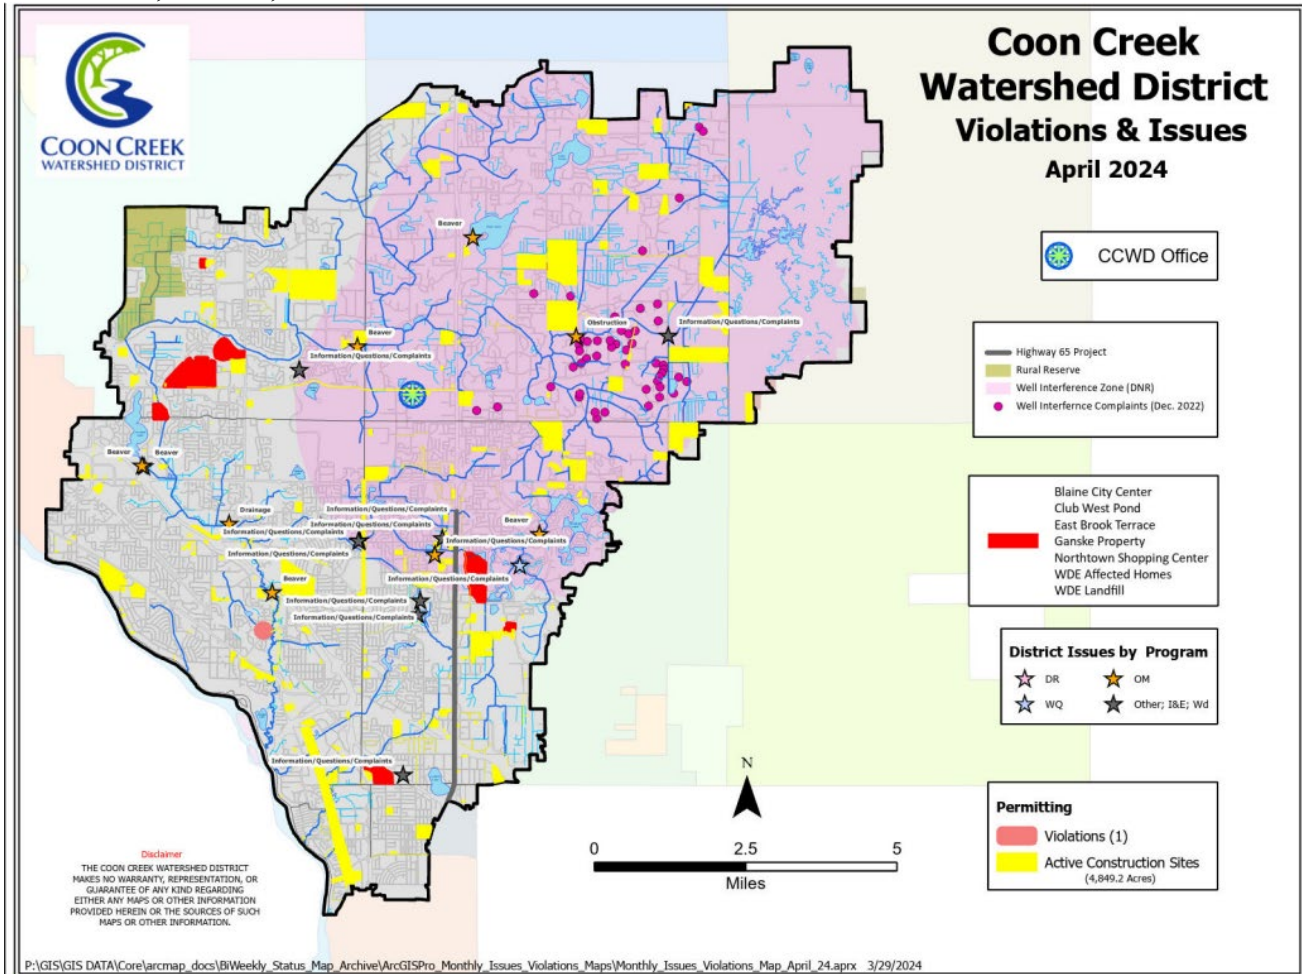 COON CREEK
WATERSHED DISTRICT
Coon Creek
Watershed District
Violations & Issues
April 2024
CCWD Office
Highway 65 Project
Rural Reserve
Well Interference Zone (DNR)
Well Interfernce Complaints (Dec. 2022)
Blaine City Center
Club West Pond
East Brook Terrace
Ganske Property
Northtown Shopping Center
WDE Affected Homes
WDE Landfill
District Issues by Program
DR
OM
WQ
Other; I&E; Wd
Permitting
Violations (1)
Active Construction Sites
(4,849.2 Acres)
Beaver
Obstruction
Information/Questions/Complaints
Beaver
Information/Questions/Complaints
Beaver
Beaver
Drainage
Information/Questions/Complaints
Information/Questions/Complaints
Beaver
Information/Questions/Complaints
Information/Questions/Complaints
Information/Questions/Complaints
Beaver
Information/Questions/Complaints
Information/Questions/Complaints
Information/Questions/Complaints
Information/Questions/Complaints
N
0
2.5
5
Miles
Disclaimer
THE COON CREEK WATERSHED DISTRICT
MAKES NO WARRANTY, REPRESENTATION, OR
GUARANTEE OF ANY KIND REGARDING
EITHER ANY MAPS OR OTHER INFORMATION
PROVIDED HEREIN OR THE SOURCES OF SUCH
MAPS OR OTHER INFORMATION.
P:\GIS\GIS DATA\Core\arcmap_docs\BiWeekly_Status_Map_Archive\ArcGISPro_Monthly_Issues_Violations_Maps\Monthly_Issues_Violations_Map_April_24.aprx 3/29/2024